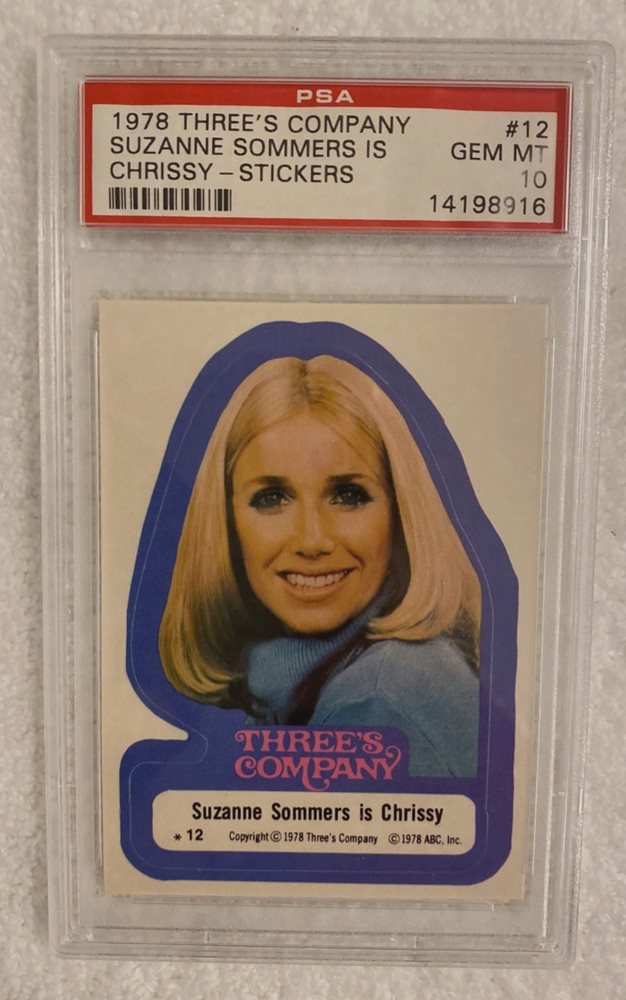 PSA
1978 THREE'S COMPANY #12
SUZANNE SOMMERS IS GEM MT
CHRISSY – STICKERS 10
14198916
THREE'S
COMPANY
Suzanne Sommers is Chrissy
* 12 Copyright © 1978 Three's Company © 1978 ABC, Inc.